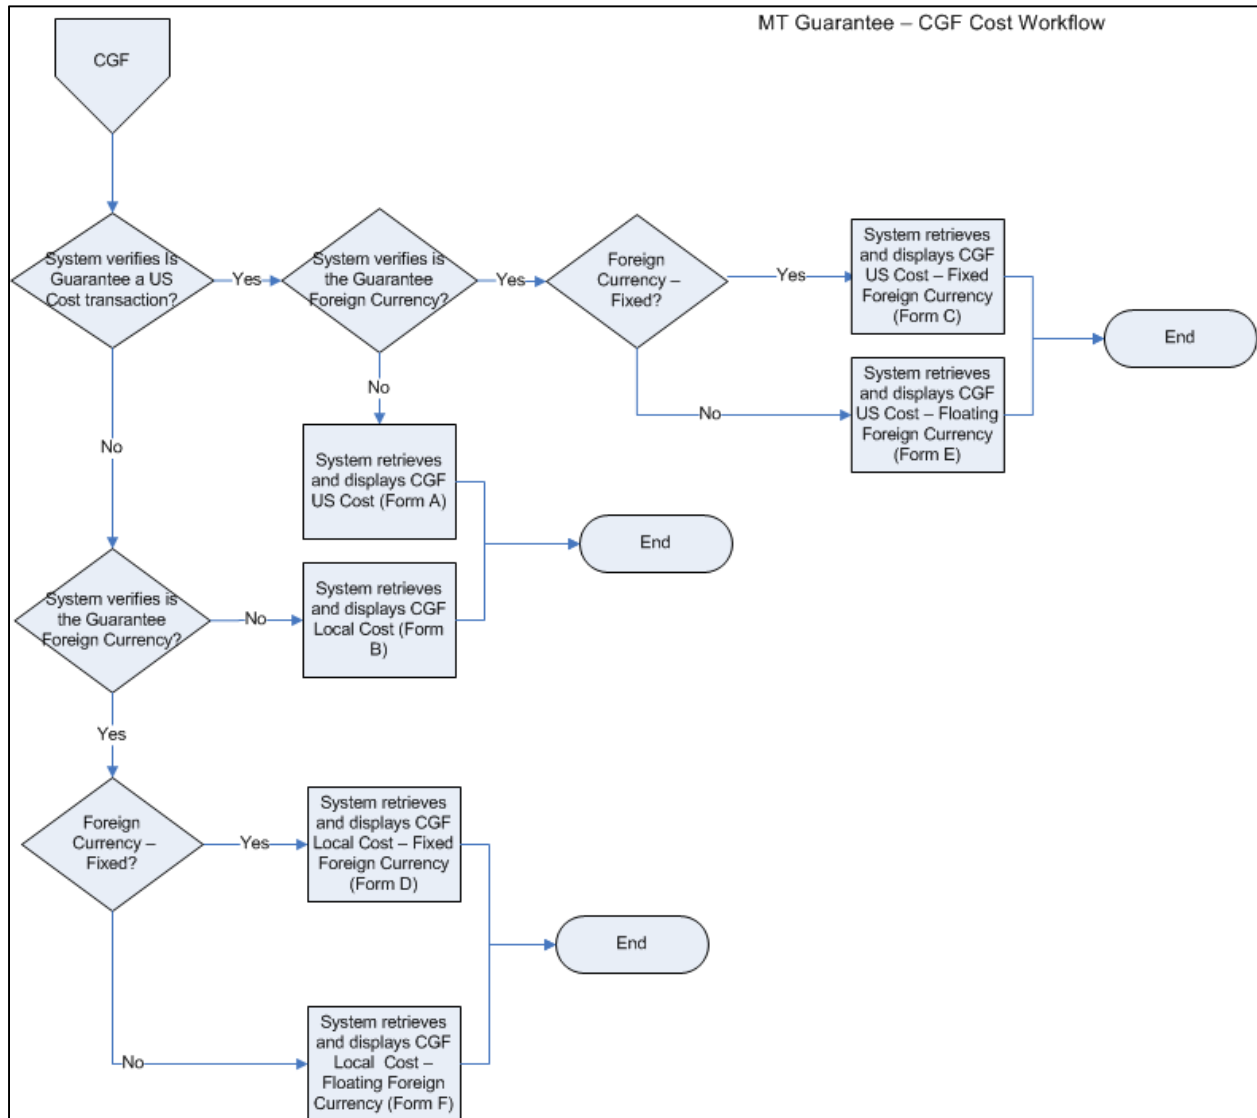 MT Guarantee – CGF Cost Workflow
CGF
System verifies Is
Guarantee a US
Cost transaction?
Yes
System verifies is
the Guarantee
Foreign Currency?
Yes
Foreign
Currency –
Fixed?
Yes
System retrieves
and displays CGF
US Cost – Fixed
Foreign Currency
(Form C)
End
No
System retrieves
and displays CGF
US Cost – Floating
Foreign Currency
(Form E)
No
System retrieves
and displays CGF
US Cost (Form A)
End
No
System verifies is
the Guarantee
Foreign Currency?
No
System retrieves
and displays CGF
Local Cost (Form
B)
Yes
Foreign
Currency –
Fixed?
Yes
System retrieves
and displays CGF
Local Cost – Fixed
Foreign Currency
(Form D)
End
No
System retrieves
and displays CGF
Local Cost –
Floating Foreign
Currency (Form F)